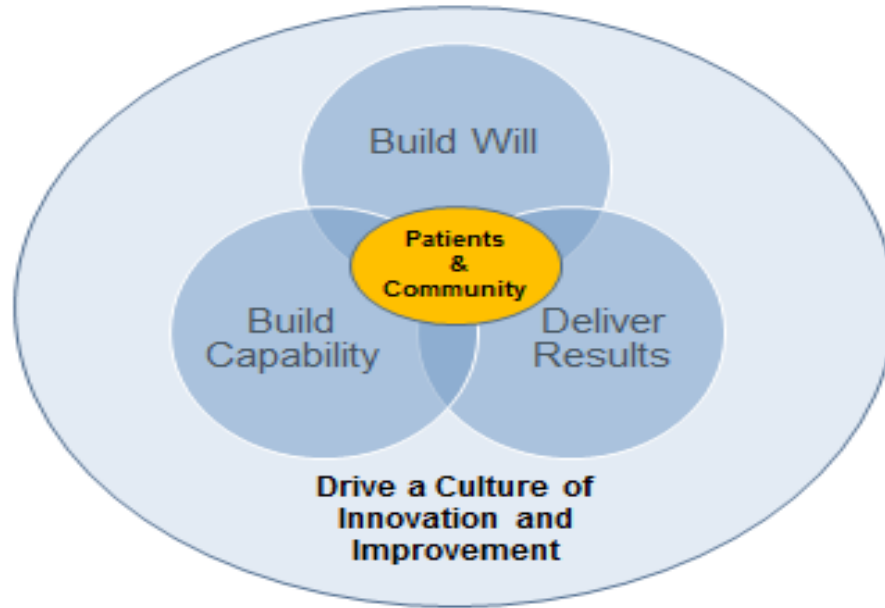 Build Will
Patients
&
Community
Build
Capability
Deliver
Results
Drive a Culture of
Innovation and
Improvement